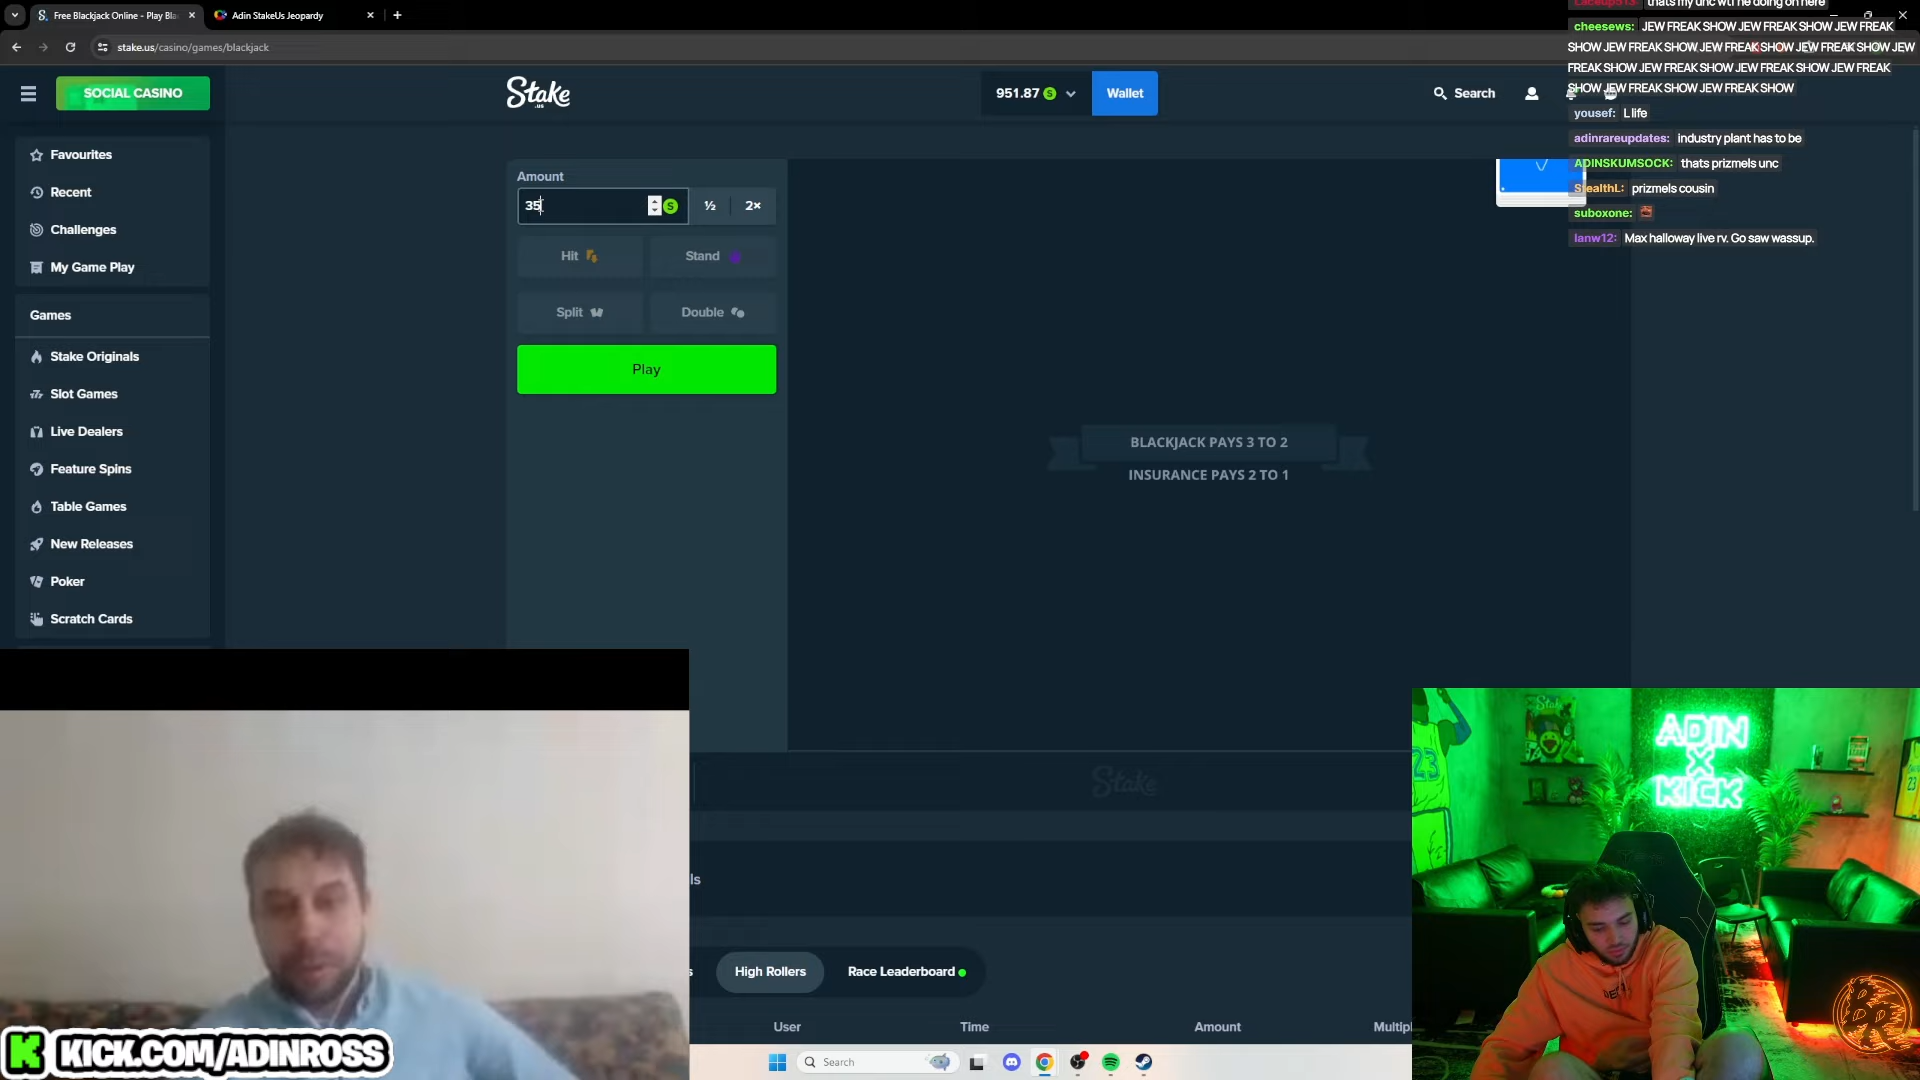 Free Blackjack Online - Play Bla
Adin StakeUs Jeopardy
stake.us/casino/games/blackjack
SOCIAL CASINO
Stake
.us
951.87
Wallet
Search
Favourites
Recent
Challenges
My Game Play
Games
Stake Originals
Slot Games
Live Dealers
Feature Spins
Table Games
New Releases
Poker
Scratch Cards
Amount
35
½
2×
Hit
Stand
Split
Double
Play
BLACKJACK PAYS 3 TO 2
INSURANCE PAYS 2 TO 1
thats my unc wtf he doing on here
cheesews: JEW FREAK SHOW JEW FREAK SHOW JEW FREAK
SHOW JEW FREAK SHOW JEW FREAK SHOW JEW FREAK SHOW JEW
FREAK SHOW JEW FREAK SHOW JEW FREAK SHOW JEW FREAK
SHOW JEW FREAK SHOW JEW FREAK SHOW
yousef: L life
adinrareupdates: industry plant has to be
ADINSKUMSOCK: thats prizmels unc
StealthL: prizmels cousin
suboxone:
lanw12: Max halloway live rv. Go saw wassup.
Stake
ls
s
High Rollers
Race Leaderboard
User
Time
Amount
Multipl
K KICK.COM/ADINROSS
Search
ADIN
X
KICK
23
Stake
23